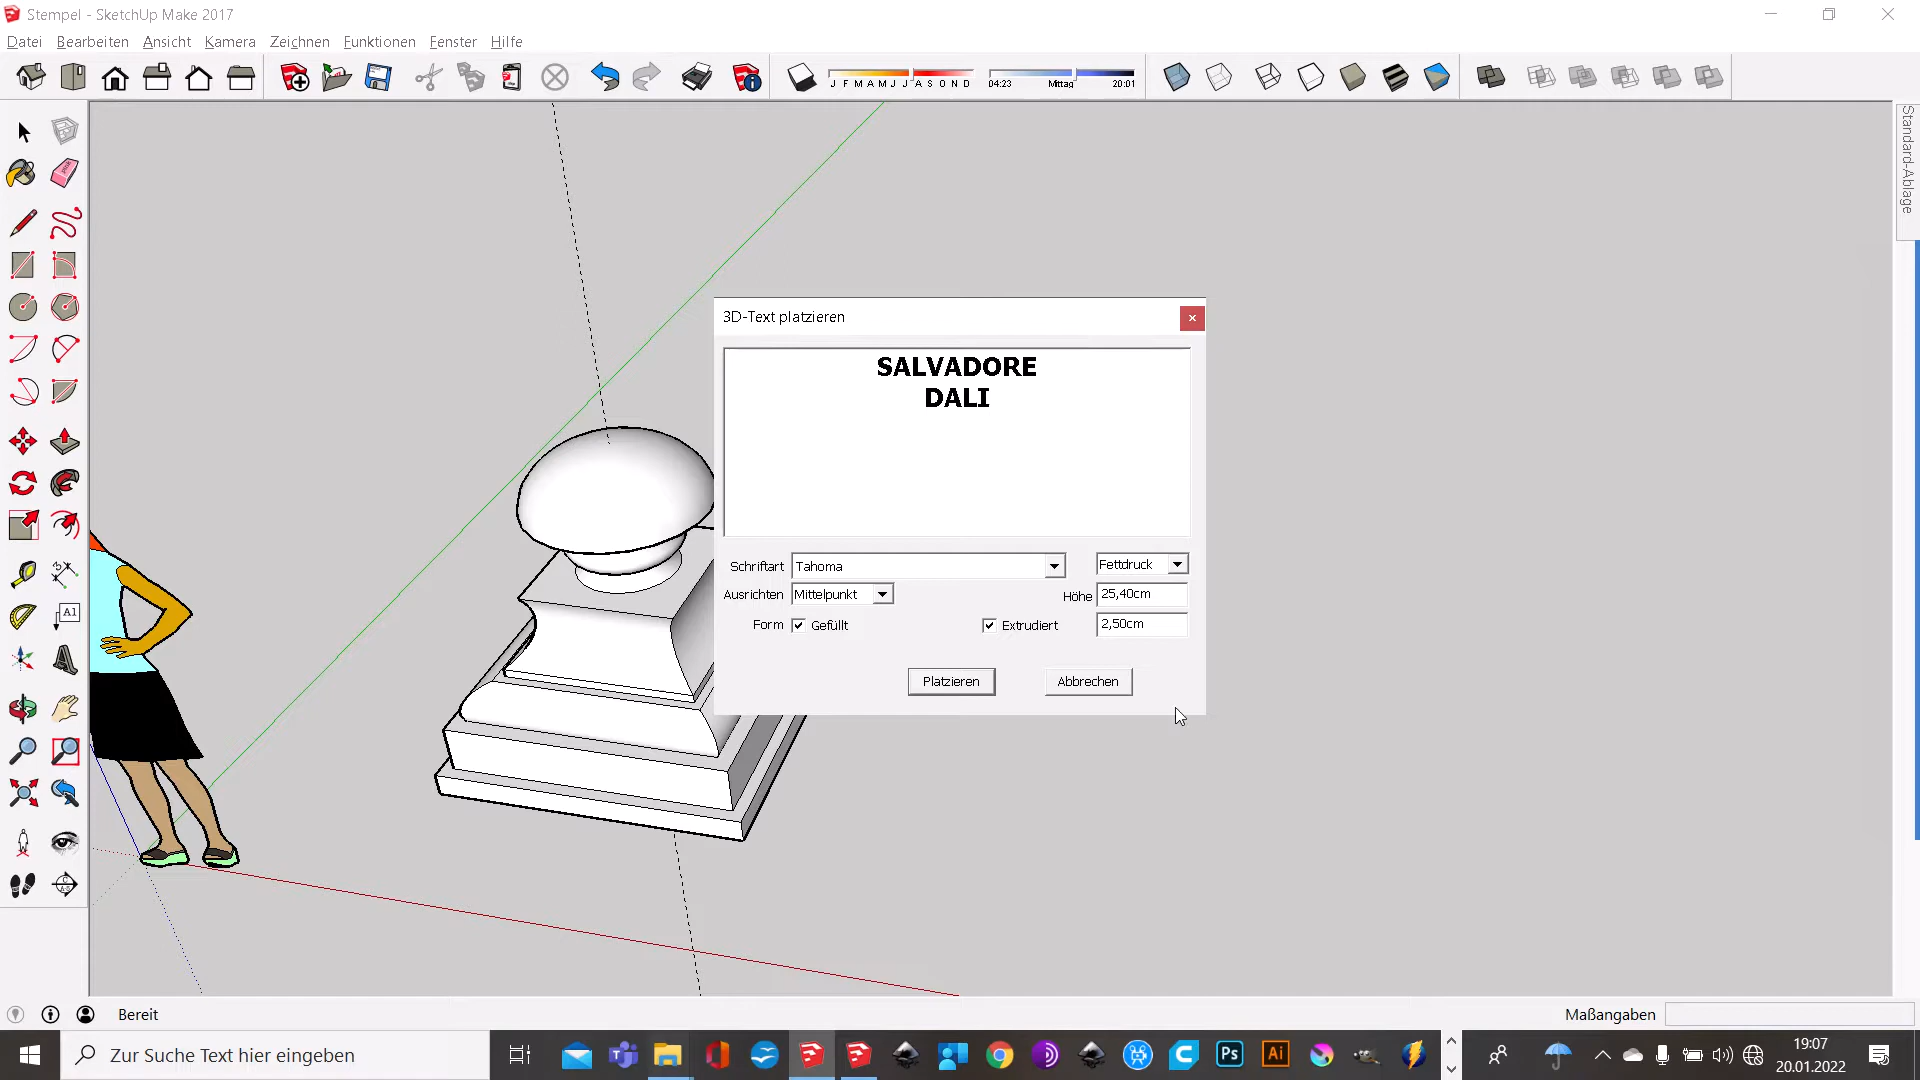 Stempel - SketchUp Make 2017
Datei Bearbeiten Ansicht Kamera Zeichnen Funktionen Fenster Hilfe
J F M A M J J A S O N D
04:23 Mittag 20:01
Standard-Ablage
3D-Text platzieren
SALVADORE
DALI
Schriftart Tahoma Fettdruck
Ausrichten Mittelpunkt Höhe 25,40cm
Form Gefüllt Extrudiert 2,50cm
Platzieren Abbrechen
A1
Bereit Maßangaben
Zur Suche Text hier eingeben
Ps Ai
19:07
20.01.2022